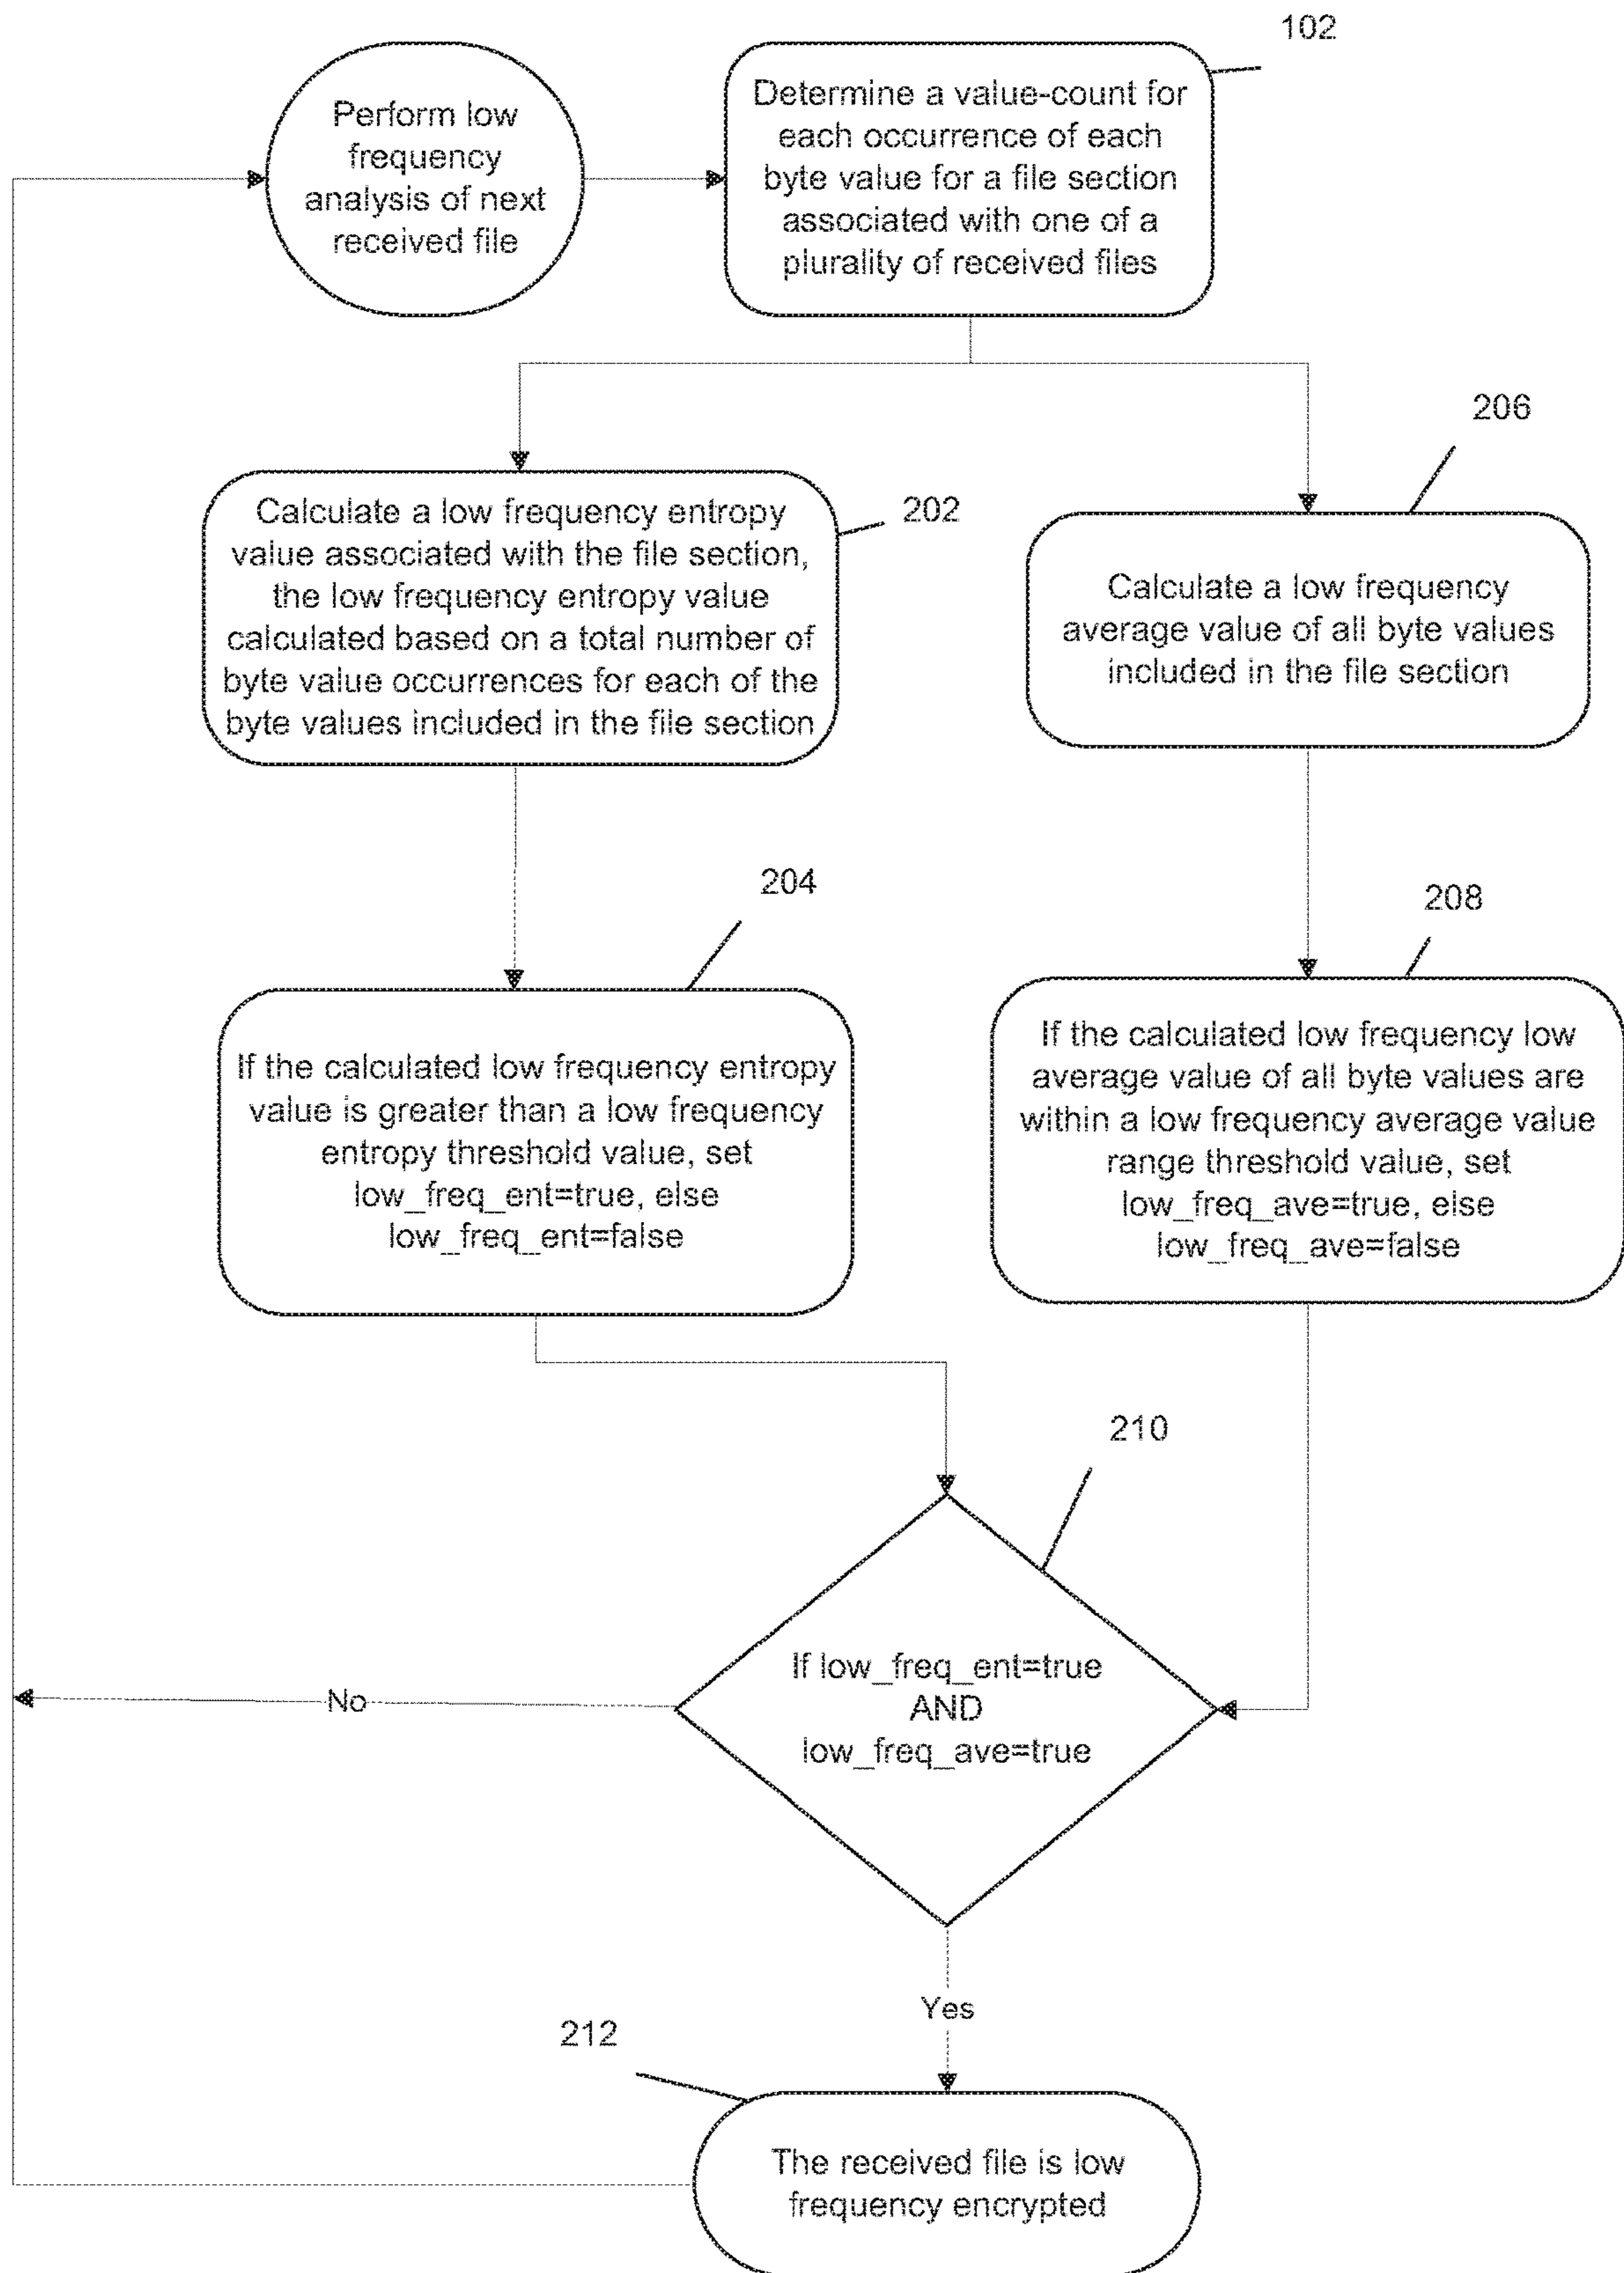 102
Perform low
frequency
analysis of next
received file
Determine a value-count for
each occurrence of each
byte value for a file section
associated with one of a
plurality of received files
206
202
Calculate a low frequency entropy
value associated with the file section,
the low frequency entropy value
calculated based on a total number of
byte value occurrences for each of the
byte values included in the file section
Calculate a low frequency
average value of all byte values
included in the file section
204
208
If the calculated low frequency entropy
value is greater than a low frequency
entropy threshold value, set
low_freq_ent=true, else
low_freq_ent=false
If the calculated low frequency low
average value of all byte values are
within a low frequency average value
range threshold value, set
low_freq_ave=true, else
low_freq_ave=false
210
If low_freq_ent=true
AND
low_freq_ave=true
No
Yes
212
The received file is low
frequency encrypted